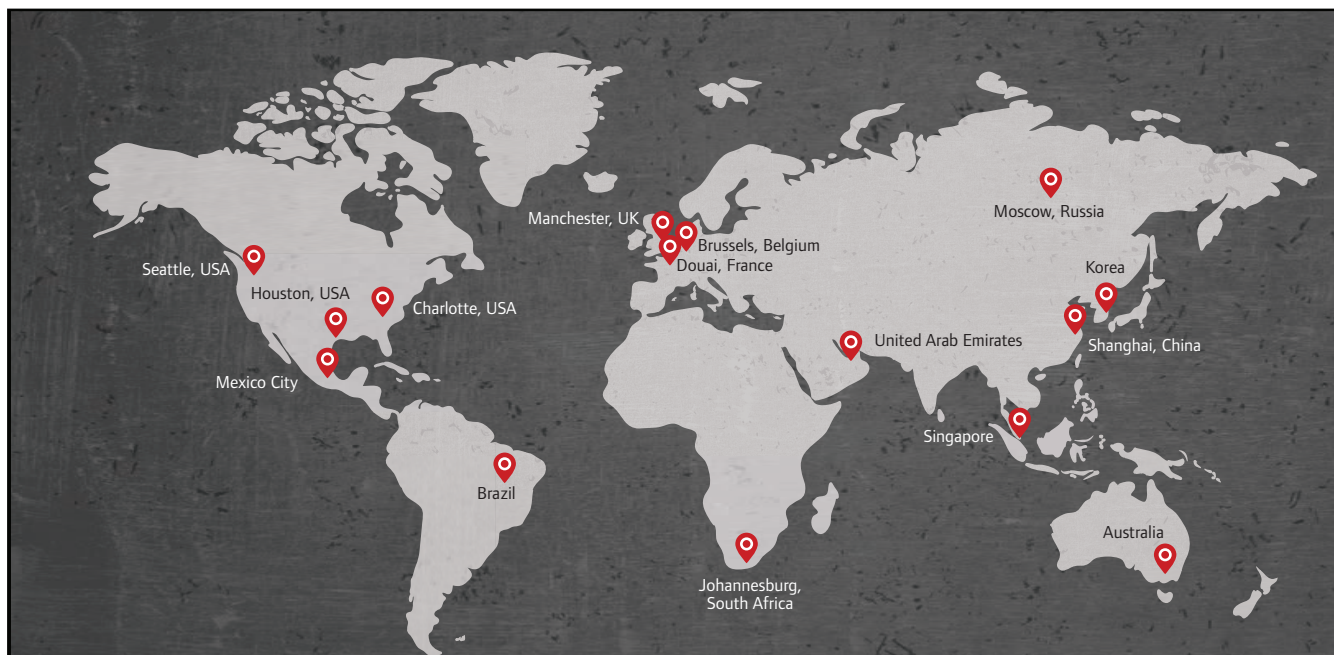 Manchester, UK
Moscow, Russia
Brussels, Belgium
Douai, France
Seattle, USA
Korea
Houston, USA
Charlotte, USA
United Arab Emirates
Shanghai, China
Mexico City
Singapore
Brazil
Australia
Johannesburg,
South Africa